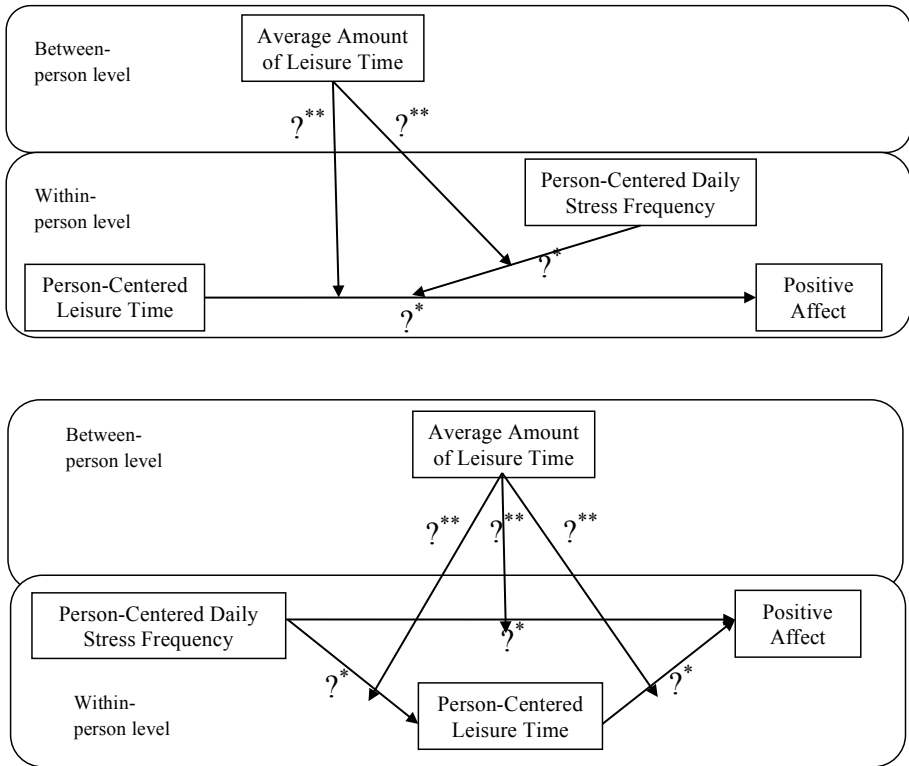 Average Amount
of Leisure Time
Between-
person level
?**
?**
Person-Centered Daily
Stress Frequency
Within-
person level
?*
Person-Centered
Leisure Time
Positive
Affect
?*
Average Amount
of Leisure Time
Between-
person level
?**
?**
?**
Person-Centered Daily
Stress Frequency
Positive
Affect
?*
?*
?*
Person-Centered
Leisure Time
Within-
person level